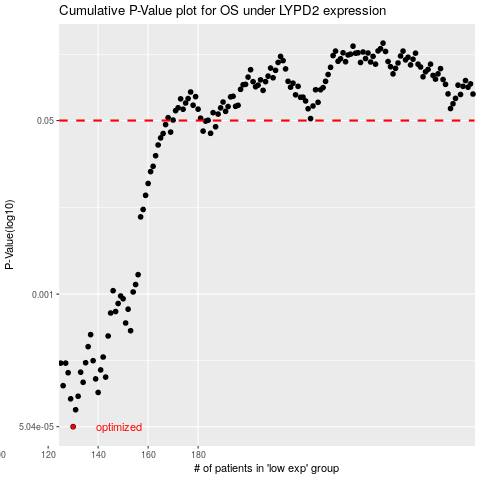 Cumulative P-Value plot for OS under LYPD2 expression
P-Value(log10)
0.05
0.001
5.04e-05
optimized
00 120 140 160 180
# of patients in 'low exp' group